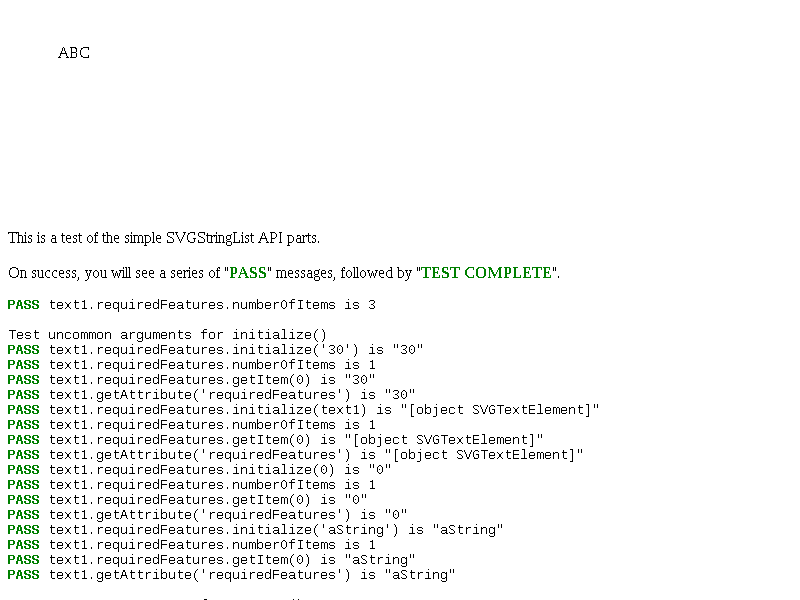 ABC
This is a test of the simple SVGStringList API parts.
On success, you will see a series of "PASS" messages, followed by "TEST COMPLETE".
PASS text1.requiredFeatures.numberOfItems is 3
Test uncommon arguments for initialize()
PASS text1.requiredFeatures.initialize('30') is "30"
PASS text1.requiredFeatures.numberOfItems is 1
PASS text1.requiredFeatures.getItem(0) is "30"
PASS text1.getAttribute('requiredFeatures') is "30"
PASS text1.requiredFeatures.initialize(text1) is "[object SVGTextElement]"
PASS text1.requiredFeatures.numberOfItems is 1
PASS text1.requiredFeatures.getItem(0) is "[object SVGTextElement]"
PASS text1.getAttribute('requiredFeatures') is "[object SVGTextElement]"
PASS text1.requiredFeatures.initialize(0) is "0"
PASS text1.requiredFeatures.numberOfItems is 1
PASS text1.requiredFeatures.getItem(0) is "0"
PASS text1.getAttribute('requiredFeatures') is "0"
PASS text1.requiredFeatures.initialize('aString') is "aString"
PASS text1.requiredFeatures.numberOfItems is 1
PASS text1.requiredFeatures.getItem(0) is "aString"
PASS text1.getAttribute('requiredFeatures') is "aString"